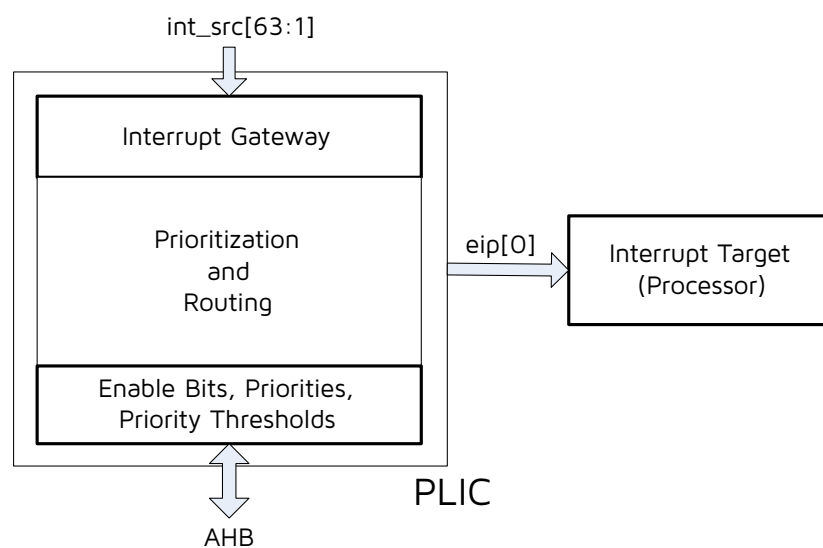 int_src[63:1]
Interrupt Gateway
Prioritization
and
Routing
eip[0]
Interrupt Target
(Processor)
Enable Bits, Priorities,
Priority Thresholds
PLIC
AHB